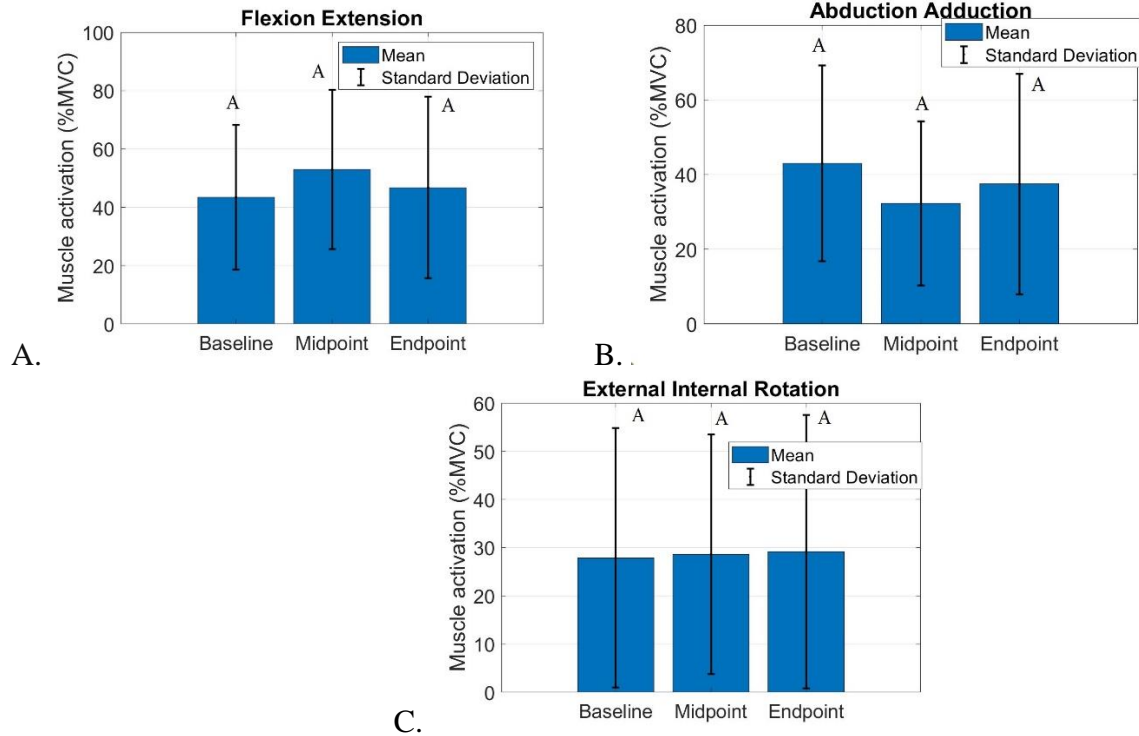 Flexion Extension
Muscle activation (%MVC)
100
80
60
40
20
0
Mean
Standard Deviation
A
A
A
Baseline Midpoint Endpoint
A.
Abduction Adduction
Muscle activation (%MVC)
80
60
40
20
0
Mean
Standard Deviation
A
A
A
Baseline Midpoint Endpoint
B.
External Internal Rotation
Muscle activation (%MVC)
60
50
40
30
20
10
0
Mean
Standard Deviation
A
A
A
Baseline Midpoint Endpoint
C.